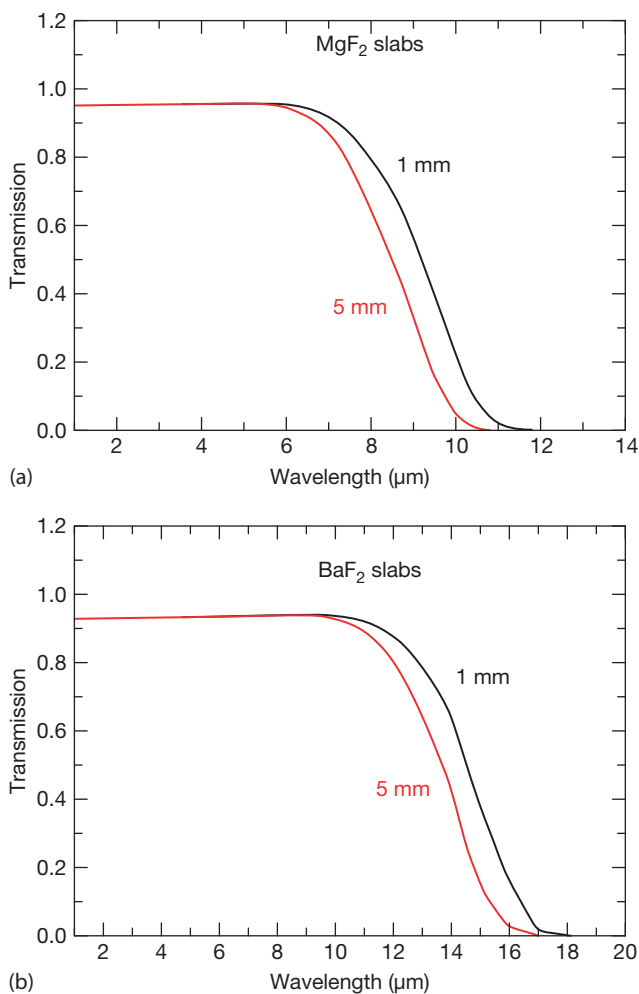 1.2
MgF₂ slabs
1.0
0.8
1 mm
Transmission
0.6
0.4
5 mm
0.2
0.0
2 4 6 8 10 12 14
(a) Wavelength (µm)
1.2
BaF₂ slabs
1.0
0.8
1 mm
Transmission
0.6
0.4
5 mm
0.2
0.0
2 4 6 8 10 12 14 16 18 20
(b) Wavelength (µm)